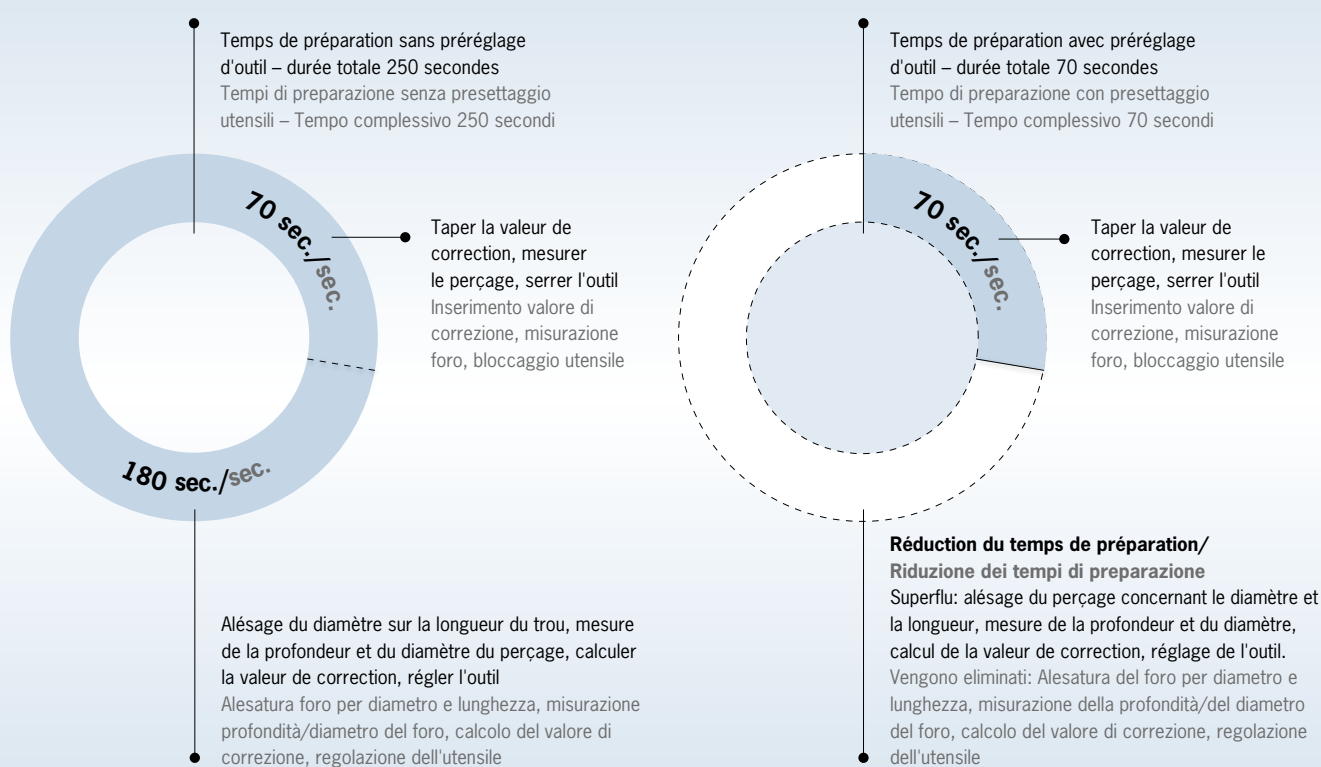 Temps de préparation sans préréglage
d'outil – durée totale 250 secondes
Tempi di preparazione senza presettaggio
utensili – Tempo complessivo 250 secondi
70 sec./sec.
Taper la valeur de
correction, mesurer
le perçage, serrer l'outil
Inserimento valore di
correzione, misurazione
foro, bloccaggio utensile
180 sec./sec.
Alésage du diamètre sur la longueur du trou, mesure
de la profondeur et du diamètre du perçage, calculer
la valeur de correction, régler l'outil
Alesatura foro per diametro e lunghezza, misurazione
profondità/diametro del foro, calcolo del valore di
correzione, regolazione dell'utensile
Temps de préparation avec préréglage
d'outil – durée totale 70 secondes
Tempo di preparazione con presettaggio
utensili – Tempo complessivo 70 secondi
70 sec./sec.
Taper la valeur de
correction, mesurer le
perçage, serrer l'outil
Inserimento valore di
correzione, misurazione
foro, bloccaggio utensile
Réduction du temps de préparation/
Riduzione dei tempi di preparazione
Superflu: alésage du perçage concernant le diamètre et
la longueur, mesure de la profondeur et du diamètre,
calcul de la valeur de correction, réglage de l'outil.
Vengono eliminati: Alesatura del foro per diametro e
lunghezza, misurazione della profondità/del diametro
del foro, calcolo del valore di correzione, regolazione
dell'utensile